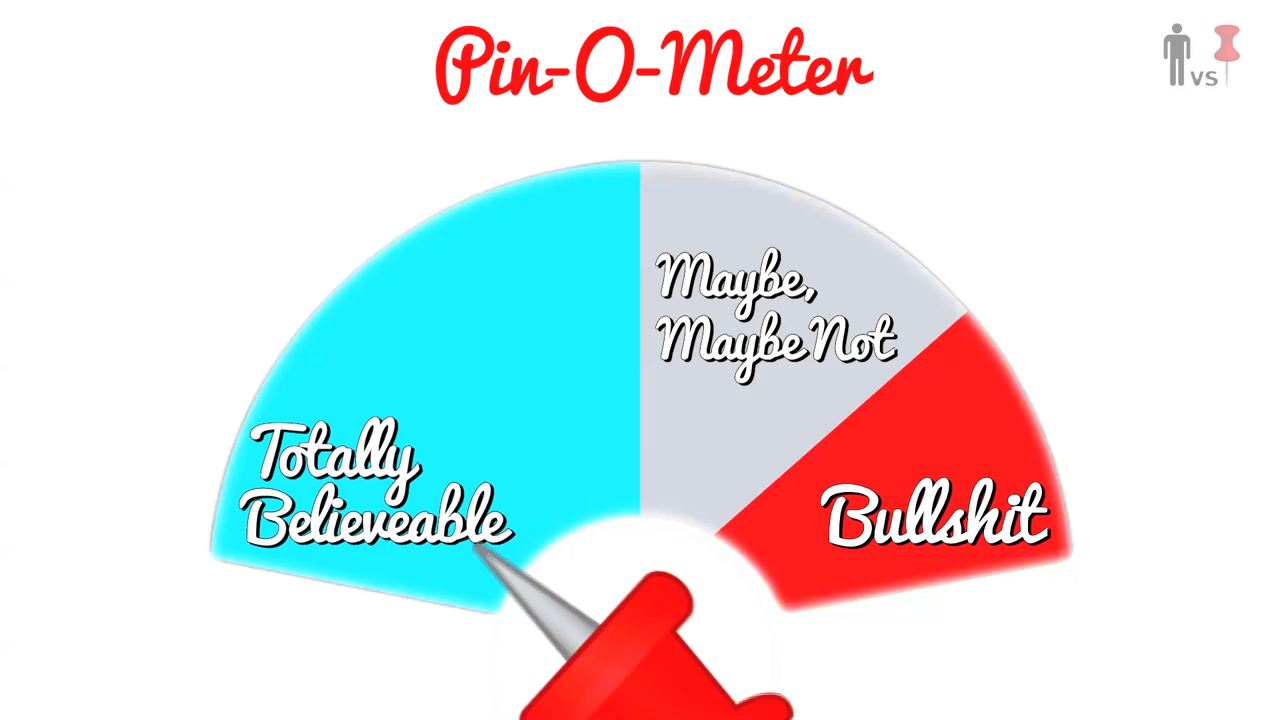 Pin-O-Meter
vs
Maybe,
Maybe Not
Totally
Believeable
Bullshit